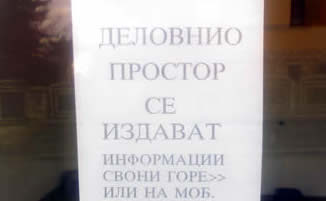 ДЕЛОВНИО
ПРОСТОР
СЕ
ИЗДАВАТ
ИНФОРМАЦИИ
СВОНИ ГОРЕ>>
ИЛИ НА МОБ.